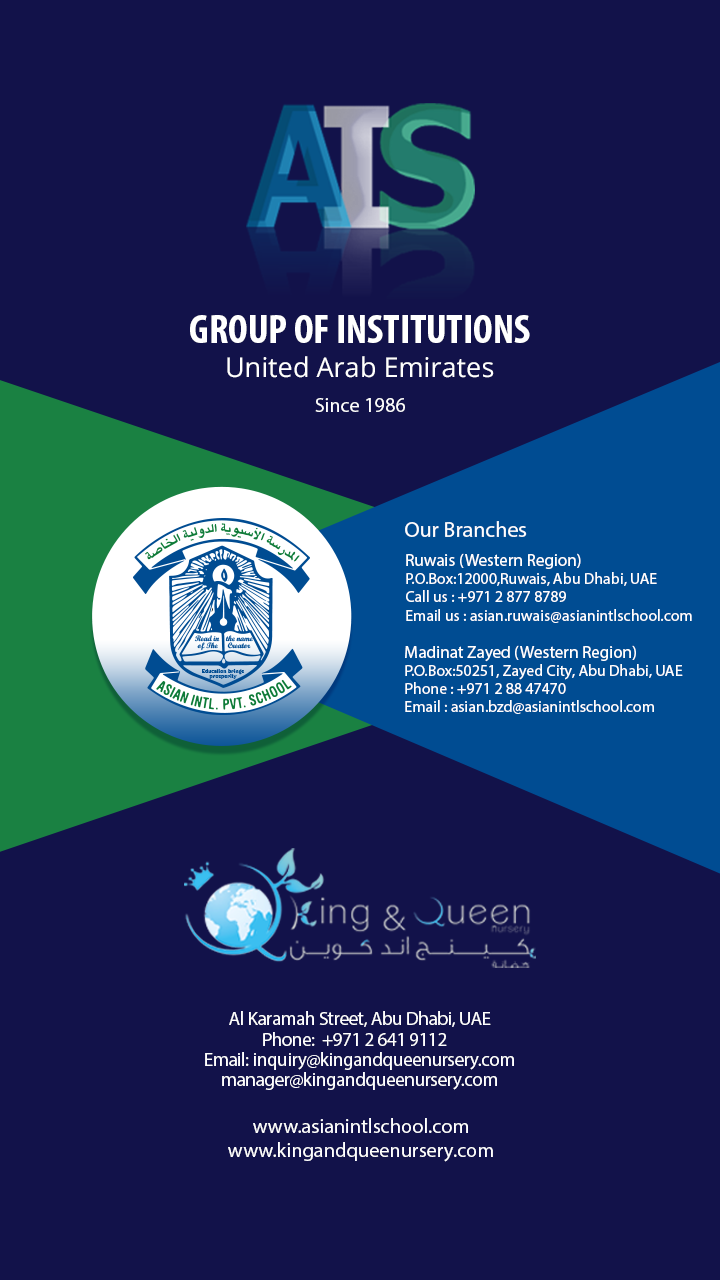 AIS
GROUP OF INSTITUTIONS
United Arab Emirates
Since 1986
المدرسة الآسيوية الدولية الخاصة
Read in the name
of The Creator
Education brings
prosperity
ASIAN INTL. PVT. SCHOOL
Our Branches
Ruwais (Western Region)
P.O.Box:12000,Ruwais, Abu Dhabi, UAE
Call us : +971 2 877 8789
Email us : asian.ruwais@asianintlschool.com
Madinat Zayed (Western Region)
P.O.Box:50251, Zayed City, Abu Dhabi, UAE
Phone : +971 2 88 47470
Email : asian.bzd@asianintlschool.com
King & Queen
nursery
كينج اند كوين
حضانة
Al Karamah Street, Abu Dhabi, UAE
Phone: +971 2 641 9112
Email: inquiry@kingandqueenursery.com
manager@kingandqueenursery.com
www.asianintlschool.com
www.kingandqueenursery.com